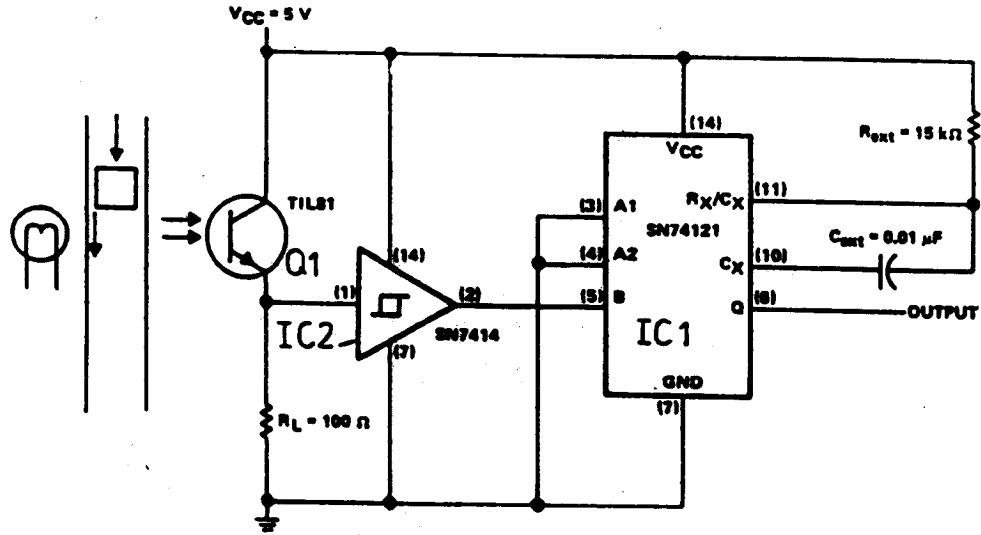 VCC = 5 V
(14)
VCC
Rext = 15 kΩ
TIL81
Q1
(3) A1
RX/CX (11)
SN74121
(4) A2
CX (10)
Cext = 0.01 µF
(14)
(1)
(2)
(5) B
Q (6)
OUTPUT
IC2
SN7414
(7)
IC1
GND
(7)
RL = 100 Ω